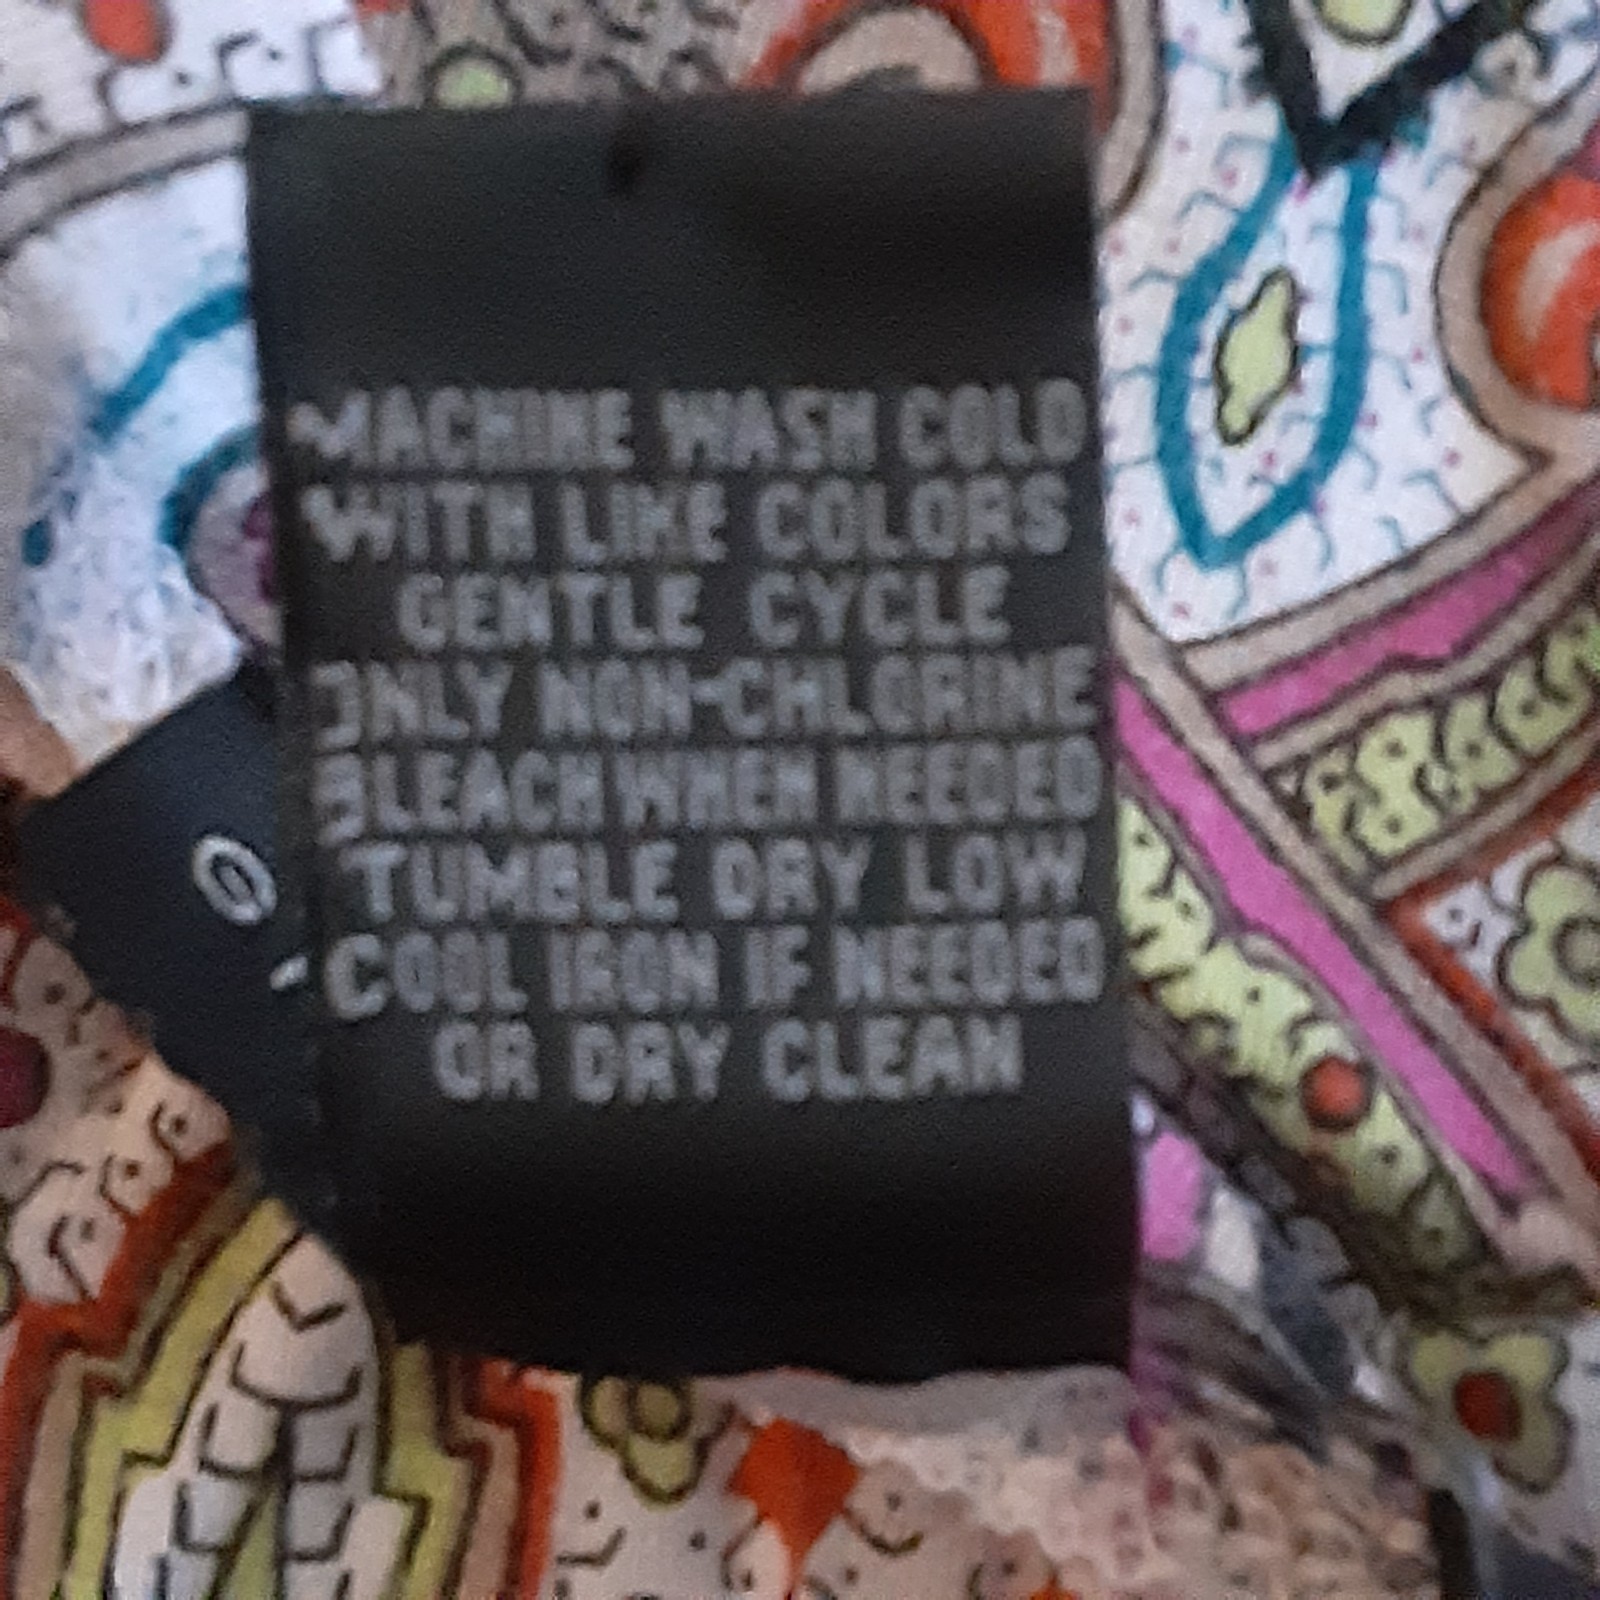 MACHINE WASH COLD
WITH LIKE COLORS
GENTLE CYCLE
ONLY NON-CHLORINE
BLEACH WHEN NEEDED
TUMBLE DRY LOW
COOL IRON IF NEEDED
OR DRY CLEAN